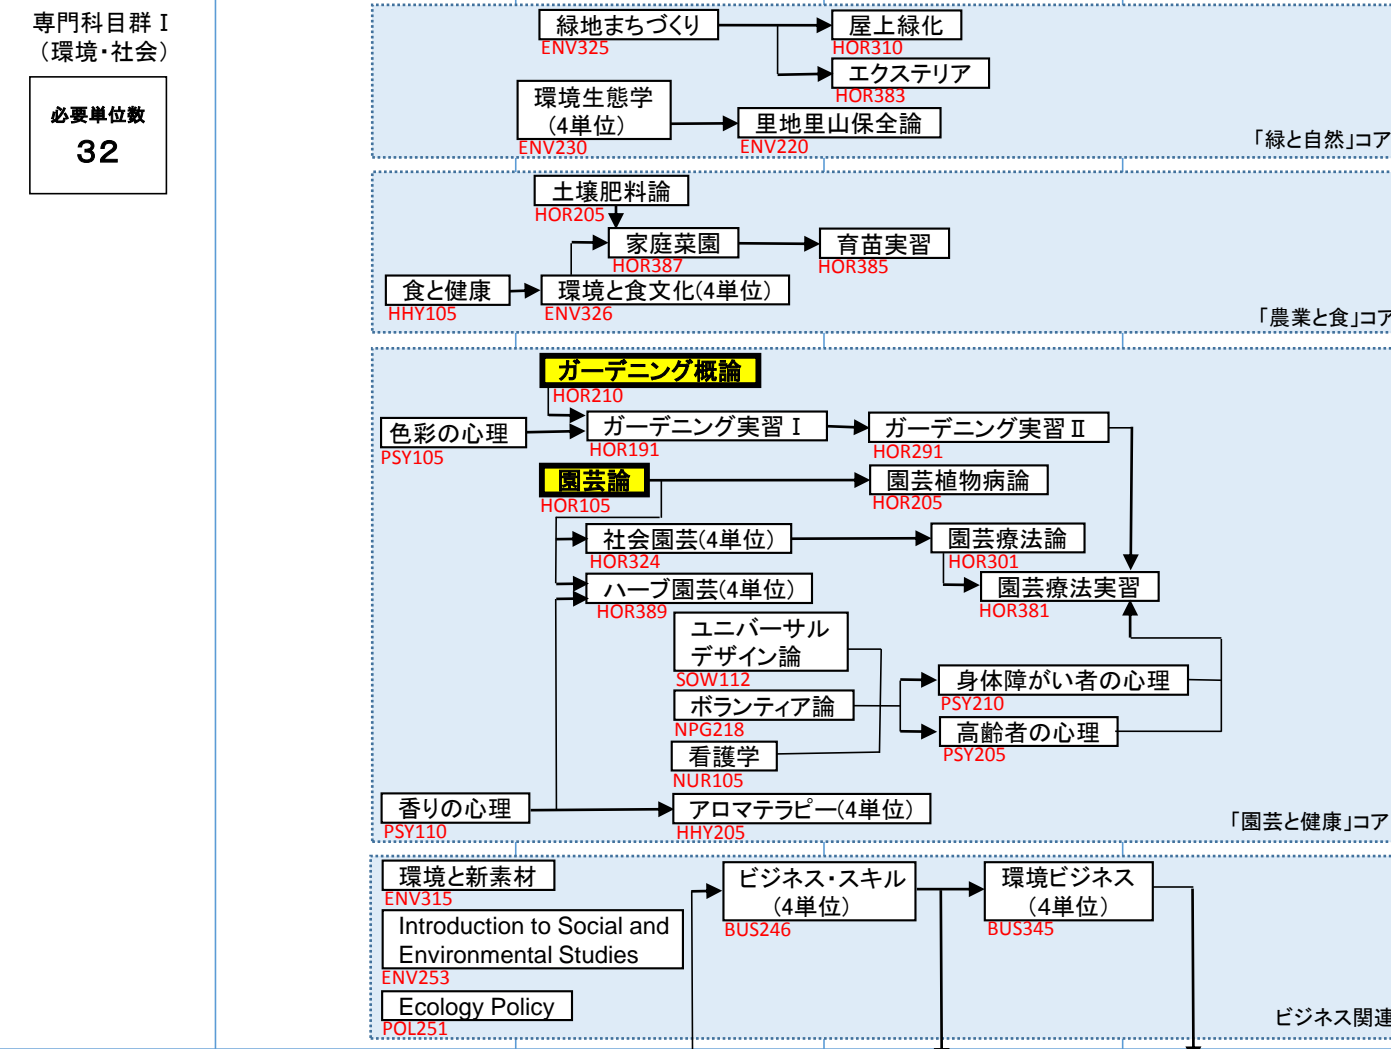 専門科目群Ⅰ
（環境・社会）
必要単位数
32
緑地まちづくり
ENV325
屋上緑化
HOR310
エクステリア
HOR383
環境生態学
(4単位)
ENV230
里地里山保全論
ENV220
「緑と自然」コア
土壌肥料論
HOR205
家庭菜園
HOR387
育苗実習
HOR385
食と健康
HHY105
環境と食文化(4単位)
ENV326
「農業と食」コア
ガーデニング概論
HOR210
色彩の心理
PSY105
ガーデニング実習Ⅰ
HOR191
ガーデニング実習Ⅱ
HOR291
園芸論
HOR105
園芸植物病論
HOR205
社会園芸(4単位)
HOR324
園芸療法論
HOR301
ハーブ園芸(4単位)
HOR389
園芸療法実習
HOR381
ユニバーサル
デザイン論
SOW112
ボランティア論
NPG218
身体障がい者の心理
PSY210
看護学
NUR105
高齢者の心理
PSY205
香りの心理
PSY110
アロマテラピー(4単位)
HHY205
「園芸と健康」コア
環境と新素材
ENV315
Introduction to Social and
Environmental Studies
ENV253
Ecology Policy
POL251
ビジネス・スキル
(4単位)
BUS246
環境ビジネス
(4単位)
BUS345
ビジネス関連